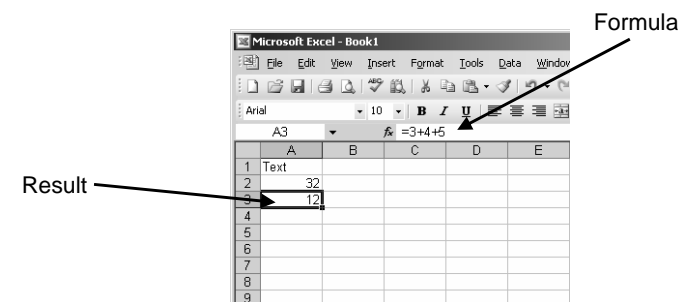 Formula
Microsoft Excel - Book1
File Edit View Insert Format Tools Data Window
ABC
Arial 10 B I U
A3 fx =3+4+5
A B C D E
1 Text
2 32
Result
3 12
4
5
6
7
8
9